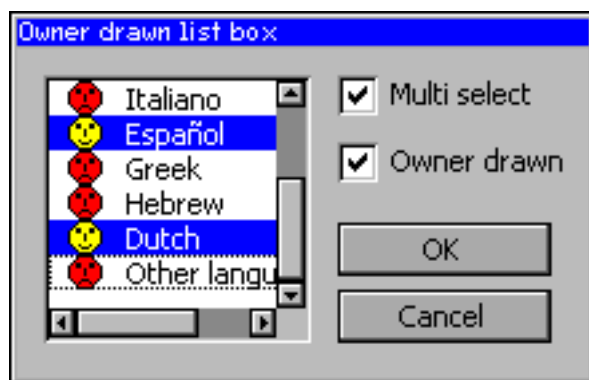 Owner drawn list box
Italiano
Español
Greek
Hebrew
Dutch
Other langu
Multi select
Owner drawn
OK
Cancel